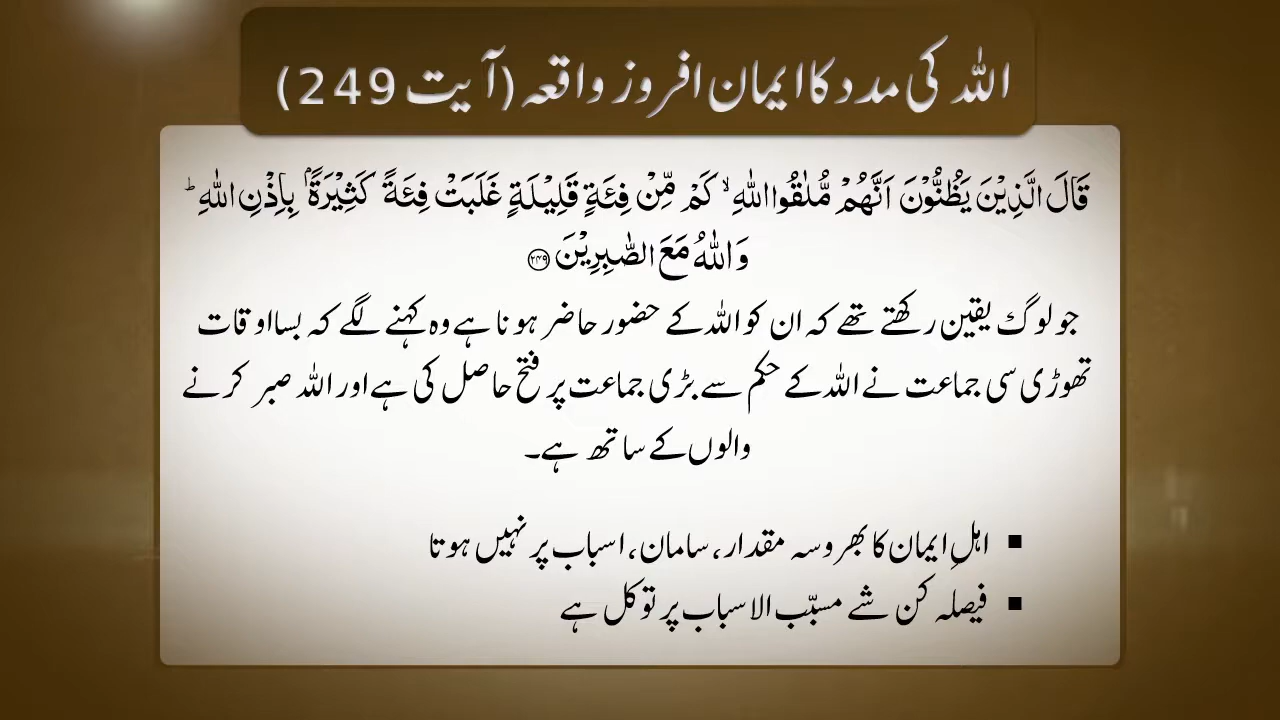 اللہ کی مدد کا ایمان افروز واقعہ (آیت 249)
قَالَ الَّذِیْنَ یَظُنُّوْنَ اَنَّهُمْ مُّلٰقُوا اللّٰهِ ۙ كَمْ مِّنْ فِئَةٍ قَلِیْلَةٍ غَلَبَتْ فِئَةً كَثِیْرَةًۢ بِاِذْنِ اللّٰهِ ؕ
وَ اللّٰهُ مَعَ الصّٰبِرِیْنَ ﴿۲۴۹﴾
جو لوگ یقین رکھتے تھے کہ ان کو اللہ کے حضور حاضر ہونا ہے وہ کہنے لگے کہ بسا اوقات
تھوڑی سی جماعت نے اللہ کے حکم سے بڑی جماعت پر فتح حاصل کی ہے اور اللہ صبر کرنے
والوں کے ساتھ ہے۔
▪ اہلِ ایمان کا بھروسہ مقدار، سامان، اسباب پر نہیں ہوتا
▪ فیصلہ کن شے مسبّب الاسباب پر توکل ہے